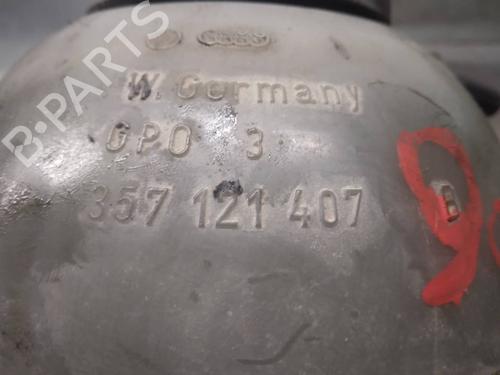 W. Germany
GPO 3
357 121 407 B
B-PARTS